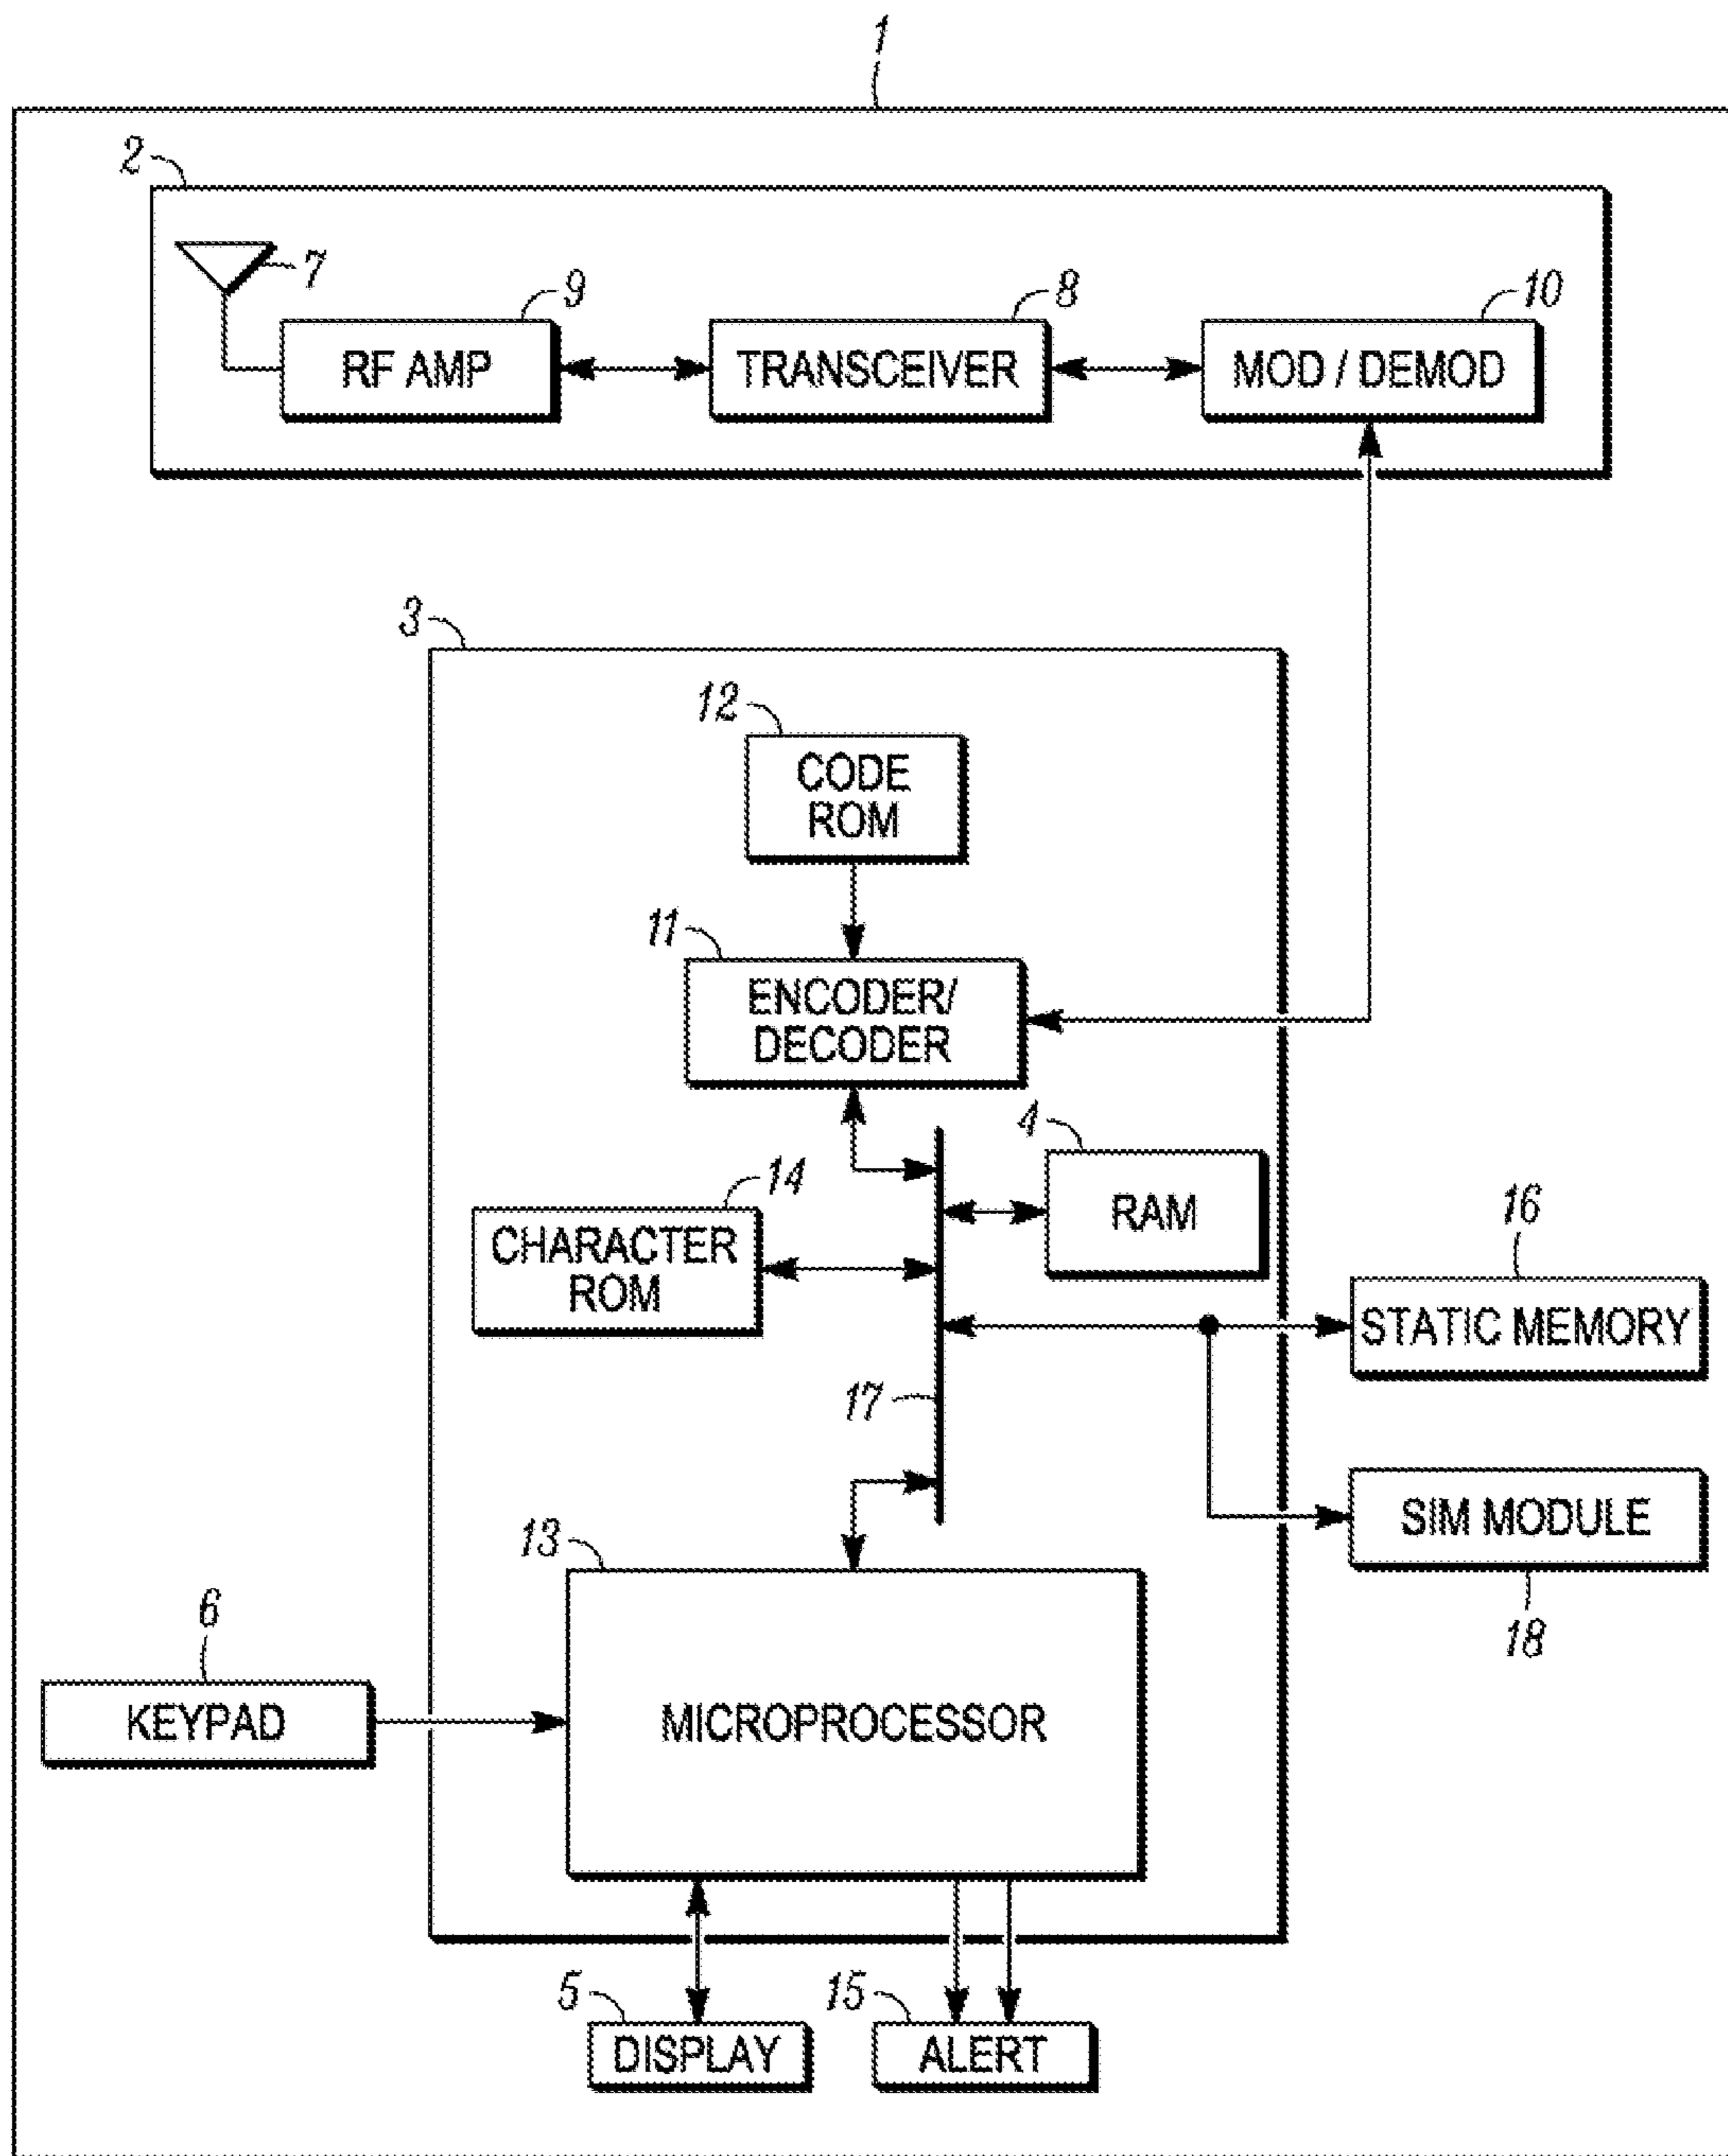 1
2
7
9
8
10
RF AMP
TRANSCEIVER
MOD / DEMOD
3
12
CODE
ROM
11
ENCODER/
DECODER
4
14
RAM
16
CHARACTER
ROM
STATIC MEMORY
17
SIM MODULE
13
18
6
KEYPAD
MICROPROCESSOR
5
15
DISPLAY
ALERT